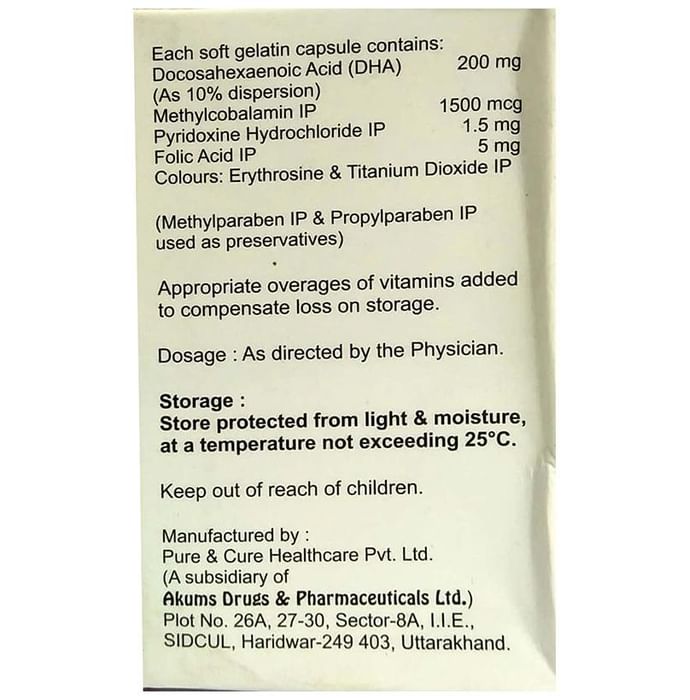 Each soft gelatin capsule contains:
Docosahexaenoic Acid (DHA) 200 mg
(As 10% dispersion)
Methylcobalamin IP 1500 mcg
Pyridoxine Hydrochloride IP 1.5 mg
Folic Acid IP 5 mg
Colours: Erythrosine & Titanium Dioxide IP
(Methylparaben IP & Propylparaben IP
used as preservatives)
Appropriate overages of vitamins added
to compensate loss on storage.
Dosage : As directed by the Physician.
Storage :
Store protected from light & moisture,
at a temperature not exceeding 25°C.
Keep out of reach of children.
Manufactured by :
Pure & Cure Healthcare Pvt. Ltd.
(A subsidiary of
Akums Drugs & Pharmaceuticals Ltd.)
Plot No. 26A, 27-30, Sector-8A, I.I.E.,
SIDCUL, Haridwar-249 403, Uttarakhand.